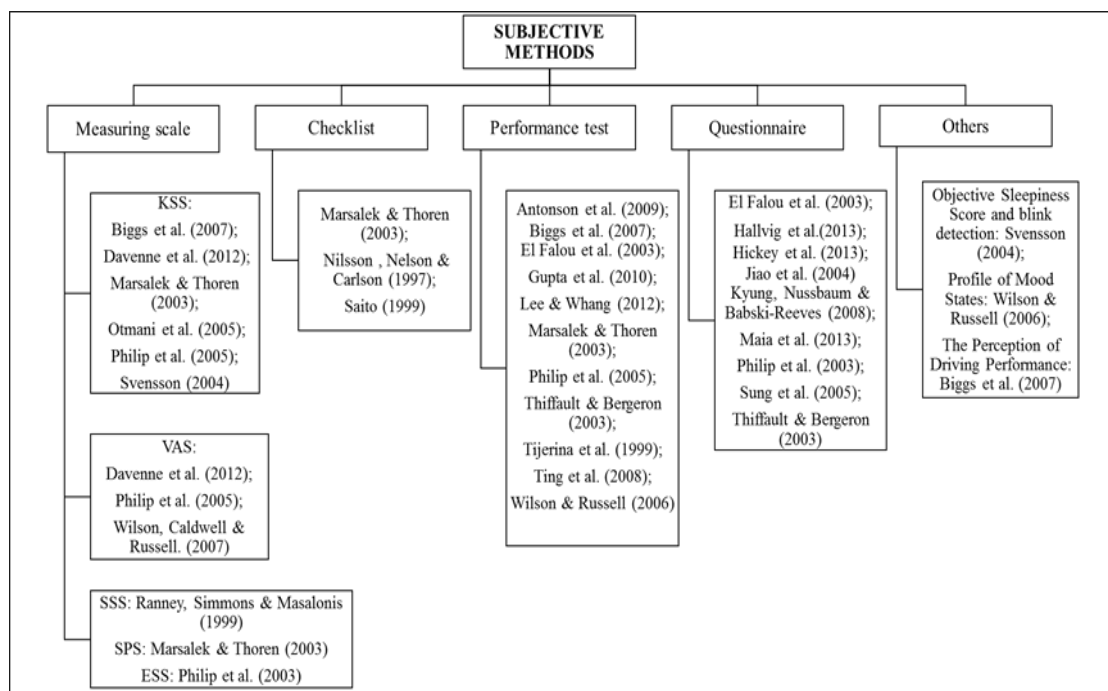 SUBJECTIVE
METHODS
Measuring scale
Checklist
Performance test
Questionnaire
Others
KSS:
Biggs et al. (2007);
Davenne et al. (2012);
Marsalek & Thoren
(2003);
Otmani et al. (2005);
Philip et al. (2005);
Svensson (2004)
VAS:
Davenne et al. (2012);
Philip et al. (2005);
Wilson, Caldwell &
Russell. (2007)
SSS: Ranney, Simmons & Masalonis
(1999)
SPS: Marsalek & Thoren (2003)
ESS: Philip et al. (2003)
Marsalek & Thoren
(2003);
Nilsson , Nelson &
Carlson (1997);
Saito (1999)
Antonson et al. (2009);
Biggs et al. (2007);
El Falou et al. (2003);
Gupta et al. (2010);
Lee & Whang (2012);
Marsalek & Thoren
(2003);
Philip et al. (2005);
Thiffault & Bergeron
(2003);
Tijerina et al. (1999);
Ting et al. (2008);
Wilson & Russell (2006)
El Falou et al. (2003);
Hallvig et al.(2013);
Hickey et al. (2013);
Jiao et al. (2004)
Kyung, Nussbaum &
Babski-Reeves (2008);
Maia et al. (2013);
Philip et al. (2003);
Sung et al. (2005);
Thiffault & Bergeron
(2003)
Objective Sleepiness
Score and blink
detection: Svensson
(2004);
Profile of Mood
States: Wilson &
Russell (2006);
The Perception of
Driving Performance:
Biggs et al. (2007)